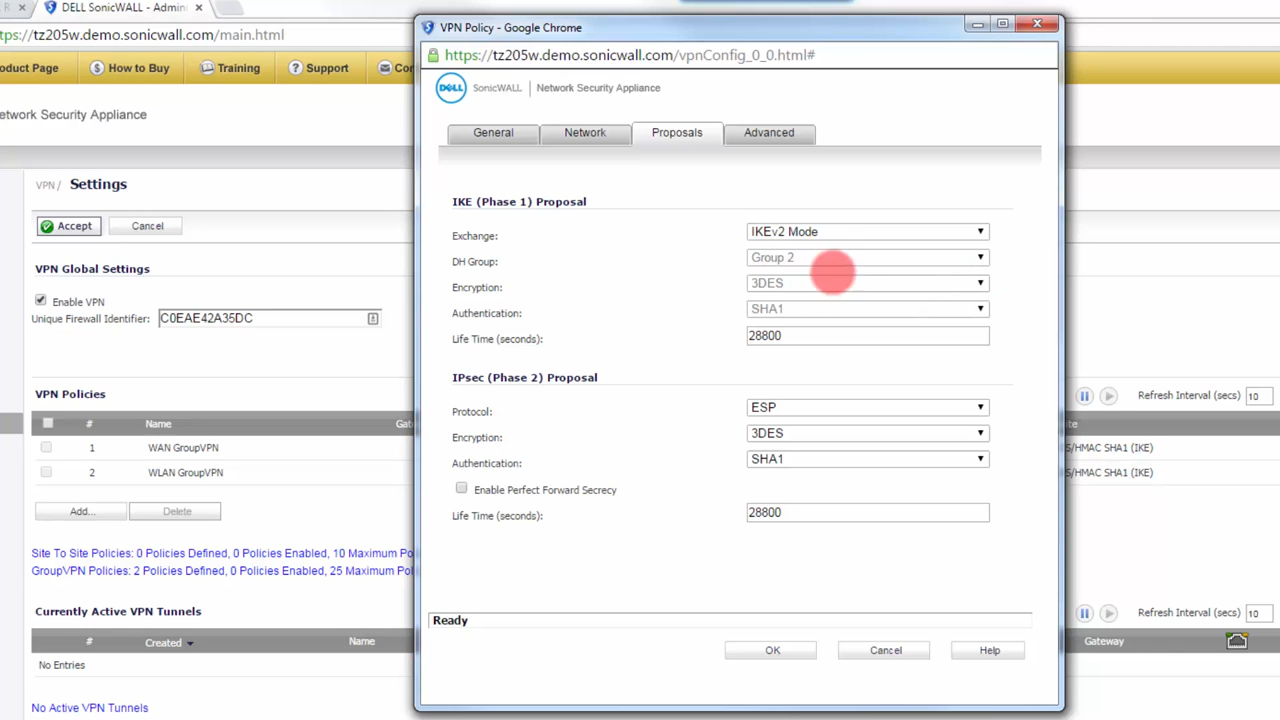 DELL SonicWALL - Admini
VPN Policy - Google Chrome
ps://tz205w.demo.sonicwall.com/main.html
https://tz205w.demo.sonicwall.com/vpnConfig_0_0.html#
oduct Page
How to Buy
Training
Support
DELL SonicWALL | Network Security Appliance
etwork Security Appliance
General
Network
Proposals
Advanced
VPN / Settings
Accept
Cancel
VPN Global Settings
Enable VPN
Unique Firewall Identifier: C0EAE42A35DC
VPN Policies
# Name
1 WAN GroupVPN
2 WLAN GroupVPN
Add...
Delete
Site To Site Policies: 0 Policies Defined, 0 Policies Enabled, 10 Maximum Po
GroupVPN Policies: 2 Policies Defined, 0 Policies Enabled, 25 Maximum Pol
Currently Active VPN Tunnels
# Created Name
No Entries
No Active VPN Tunnels
IKE (Phase 1) Proposal
Exchange: IKEv2 Mode
DH Group: Group 2
Encryption: 3DES
Authentication: SHA1
Life Time (seconds): 28800
IPsec (Phase 2) Proposal
Protocol: ESP
Encryption: 3DES
Authentication: SHA1
Enable Perfect Forward Secrecy
Life Time (seconds): 28800
Ready
OK
Cancel
Help
Refresh Interval (secs) 10
ite
S/HMAC SHA1 (IKE)
S/HMAC SHA1 (IKE)
Refresh Interval (secs) 10
Gateway